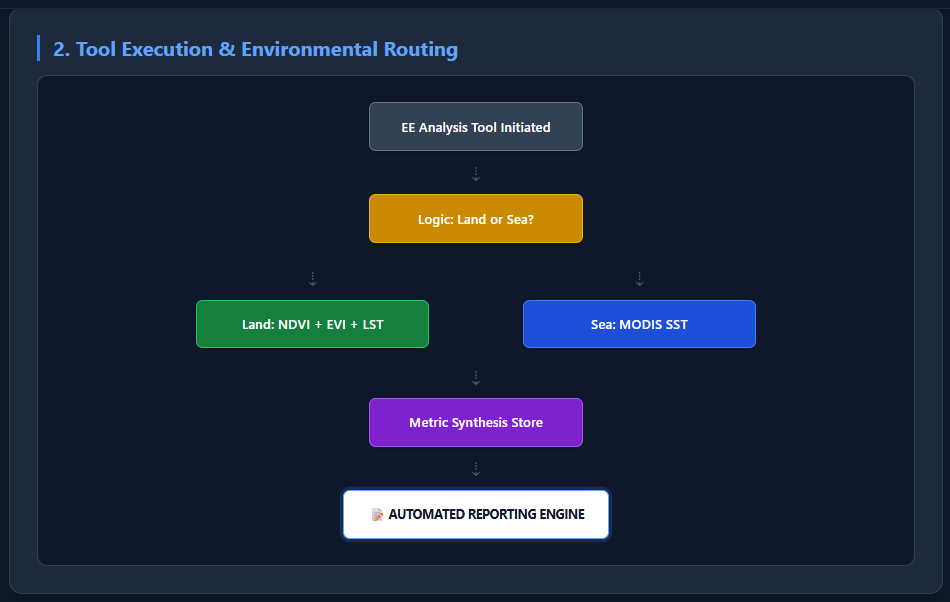 2. Tool Execution & Environmental Routing
EE Analysis Tool Initiated
Logic: Land or Sea?
Land: NDVI + EVI + LST
Sea: MODIS SST
Metric Synthesis Store
📝 AUTOMATED REPORTING ENGINE